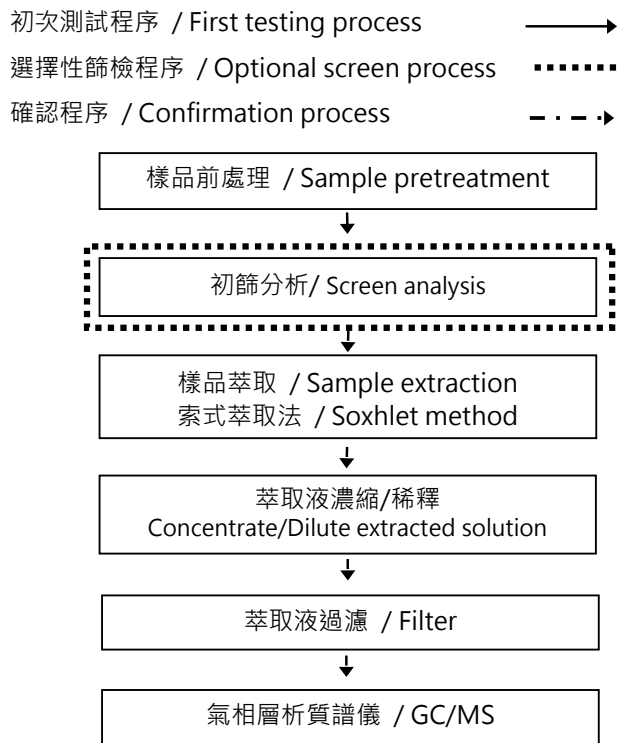 初次測試程序 / First testing process
選擇性篩檢程序 / Optional screen process
確認程序 / Confirmation process
樣品前處理 / Sample pretreatment
初篩分析/ Screen analysis
樣品萃取 / Sample extraction
索式萃取法 / Soxhlet method
萃取液濃縮/稀釋
Concentrate/Dilute extracted solution
萃取液過濾 / Filter
氣相層析質譜儀 / GC/MS